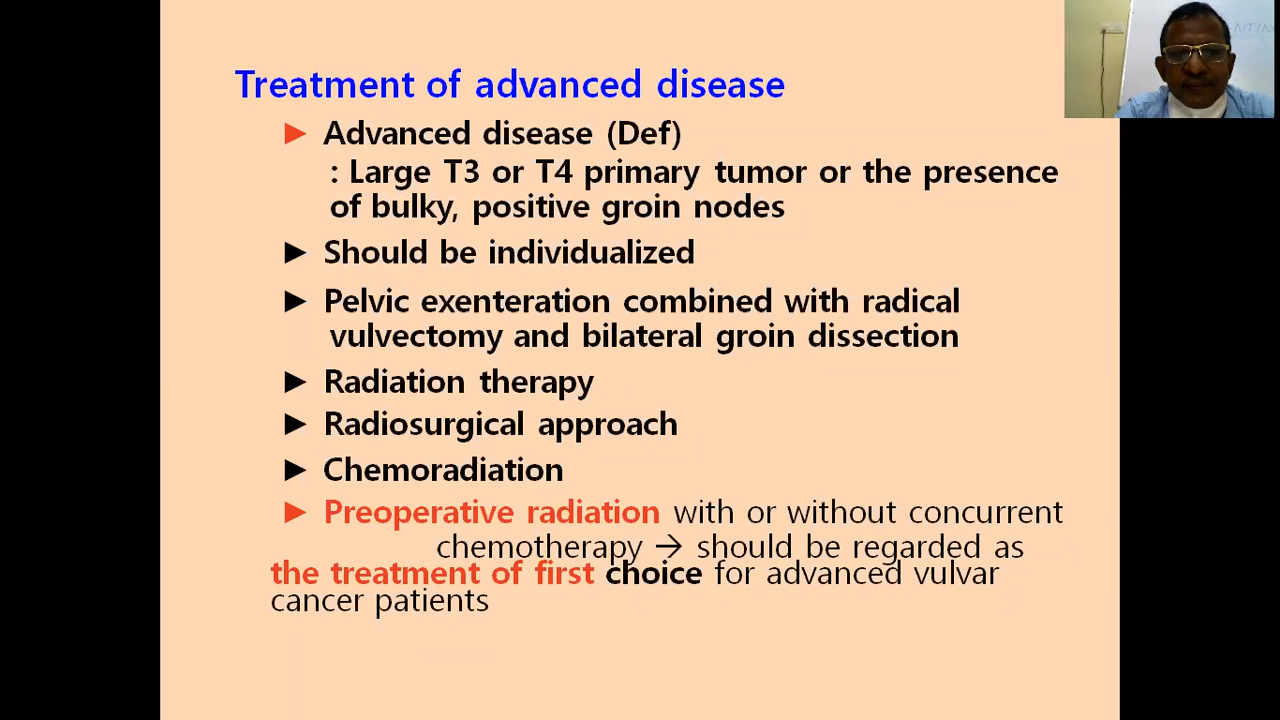 Treatment of advanced disease
► Advanced disease (Def)
: Large T3 or T4 primary tumor or the presence
of bulky, positive groin nodes
► Should be individualized
► Pelvic exenteration combined with radical
vulvectomy and bilateral groin dissection
► Radiation therapy
► Radiosurgical approach
► Chemoradiation
► Preoperative radiation with or without concurrent
chemotherapy → should be regarded as
the treatment of first choice for advanced vulvar
cancer patients